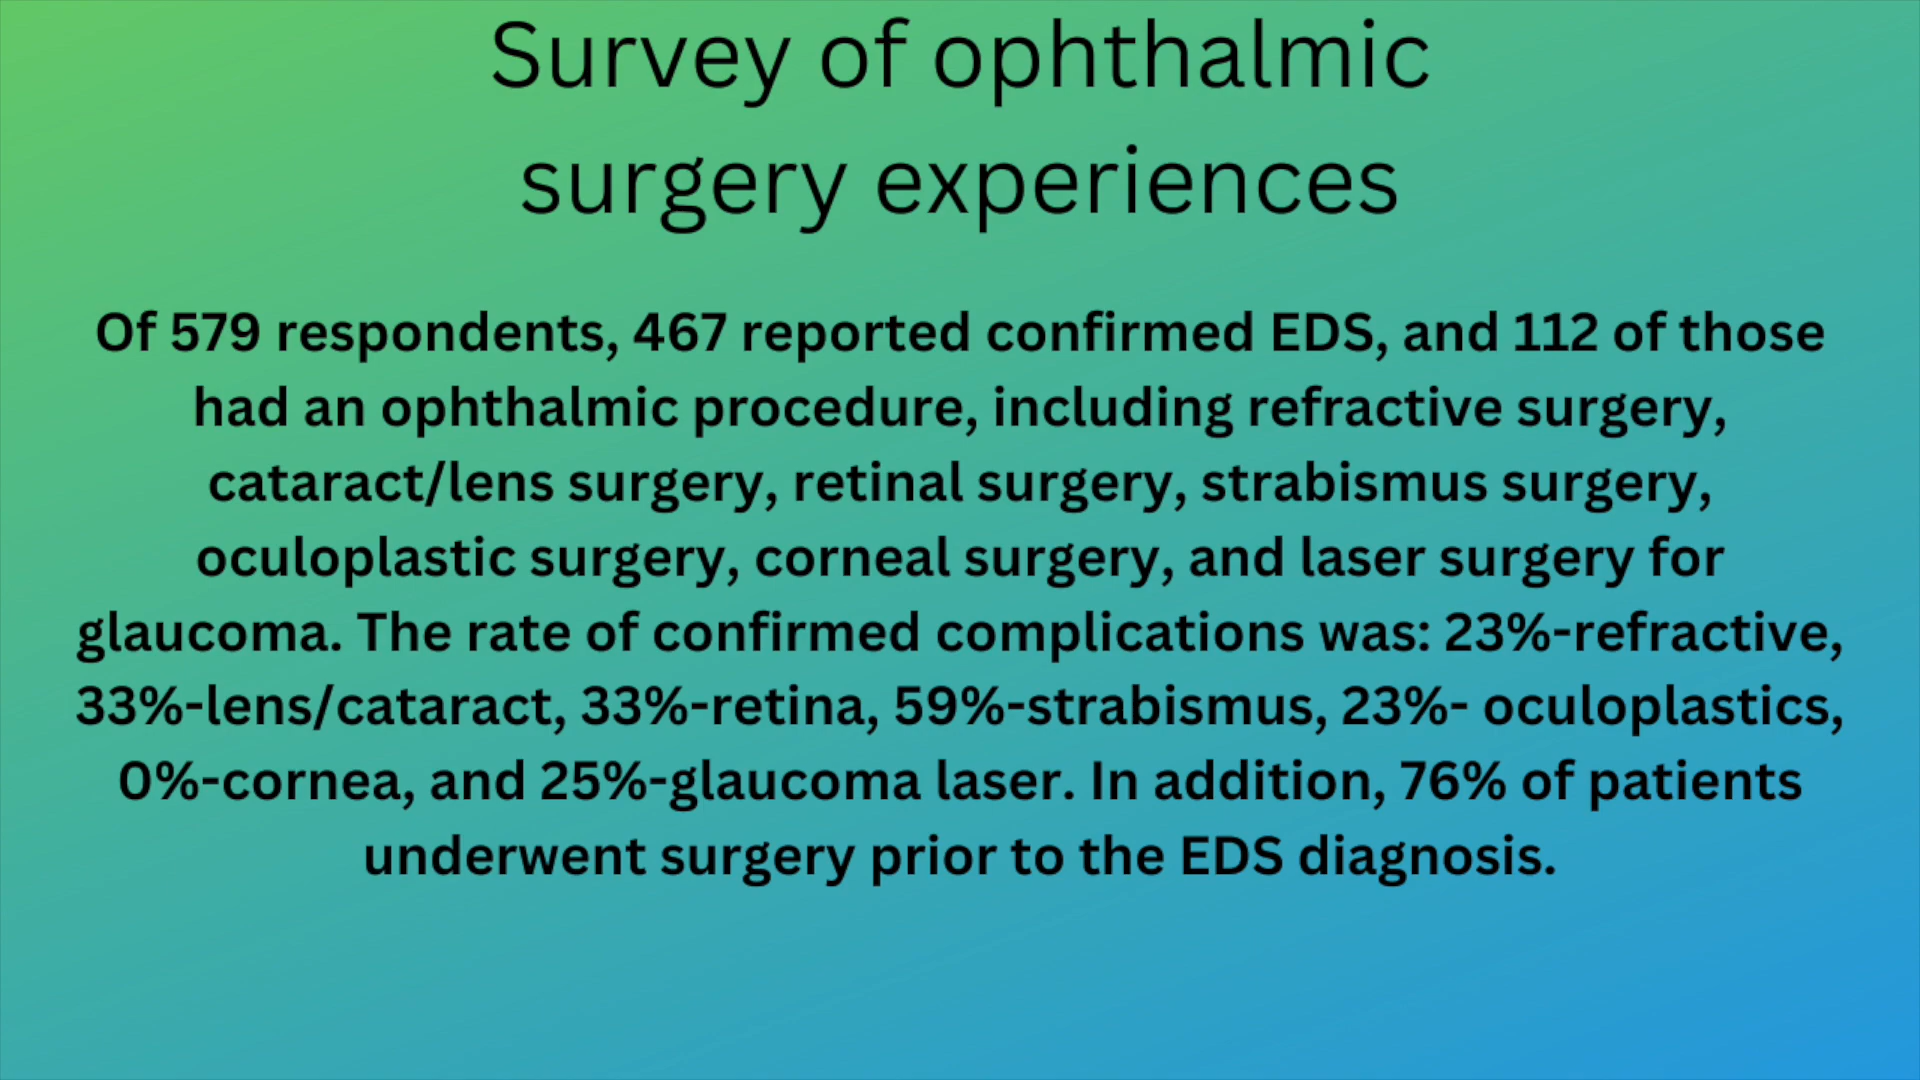 Survey of ophthalmic
surgery experiences
Of 579 respondents, 467 reported confirmed EDS, and 112 of those
had an ophthalmic procedure, including refractive surgery,
cataract/lens surgery, retinal surgery, strabismus surgery,
oculoplastic surgery, corneal surgery, and laser surgery for
glaucoma. The rate of confirmed complications was: 23%-refractive,
33%-lens/cataract, 33%-retina, 59%-strabismus, 23%- oculoplastics,
0%-cornea, and 25%-glaucoma laser. In addition, 76% of patients
underwent surgery prior to the EDS diagnosis.